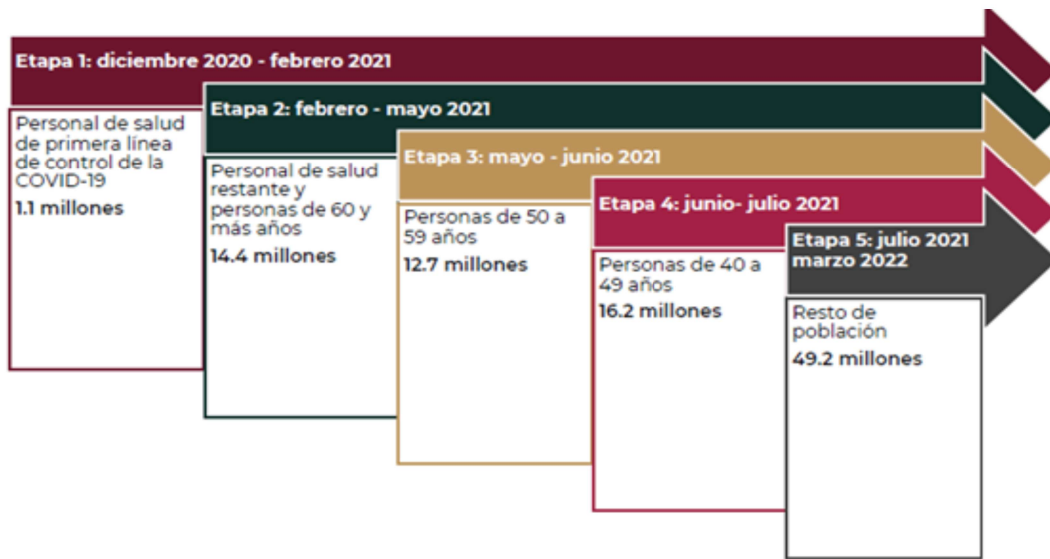 Etapa 1: diciembre 2020 - febrero 2021
Personal de salud
de primera línea
de control de la
COVID-19
1.1 millones
Etapa 2: febrero - mayo 2021
Personal de salud
restante y
personas de 60 y
más años
14.4 millones
Etapa 3: mayo - junio 2021
Personas de 50 a
59 años
12.7 millones
Etapa 4: junio- julio 2021
Personas de 40 a
49 años
16.2 millones
Etapa 5: julio 2021
marzo 2022
Resto de
población
49.2 millones